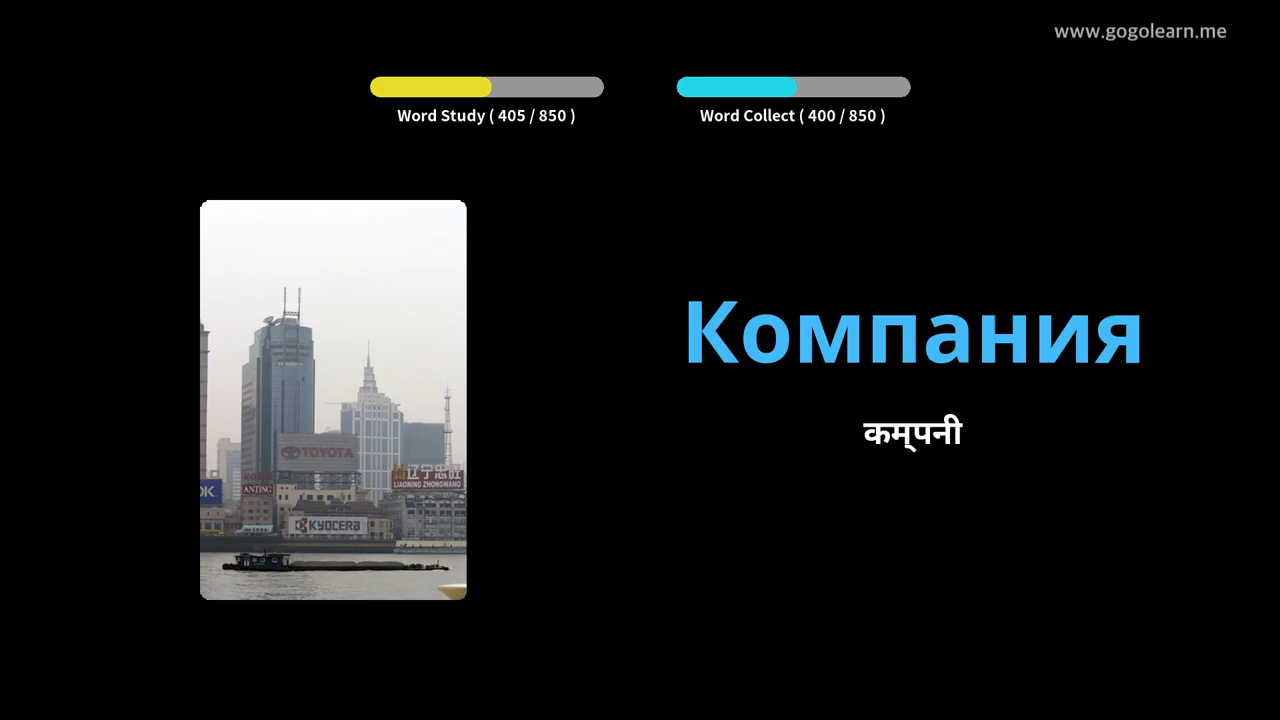 www.gogolearn.me
Word Study ( 405 / 850 )
Word Collect ( 400 / 850 )
Компания
कम्‌पनी
TOYOTA
辽宁忠旺
LIAONING ZHONGWANG
OK
ANTING
KYOCERA